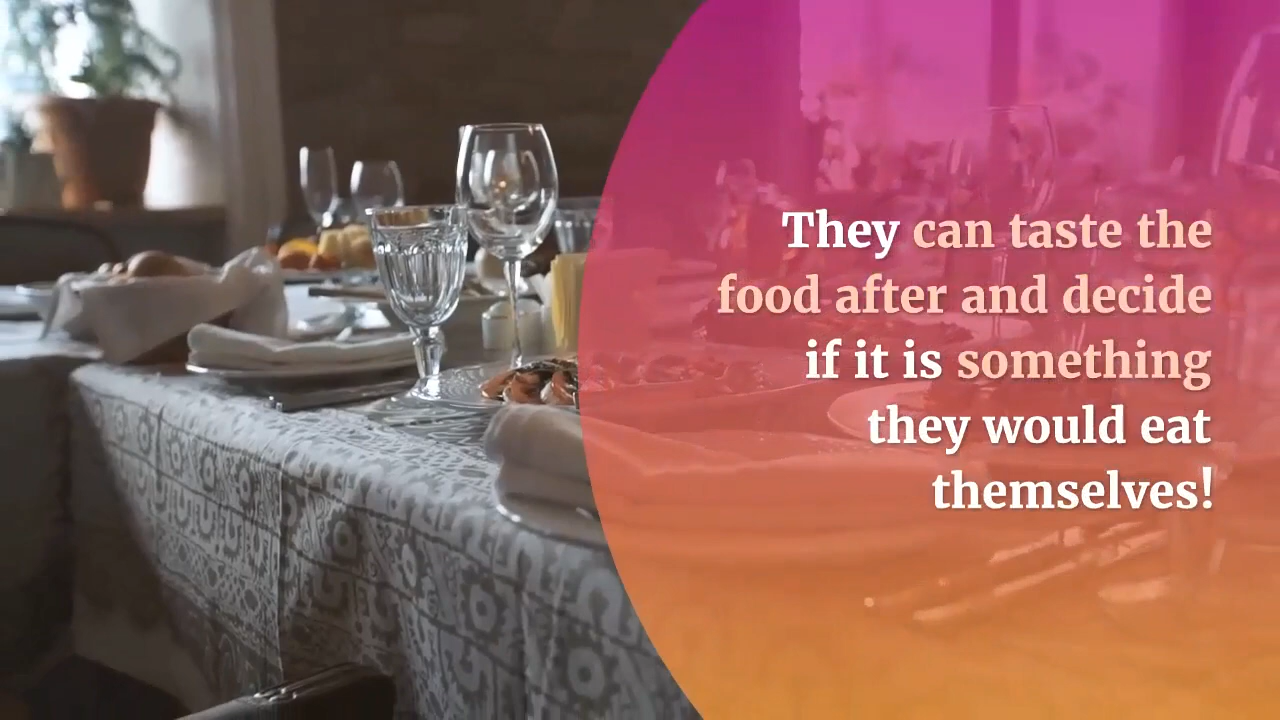 They can taste the
food after and decide
if it is something
they would eat
themselves!